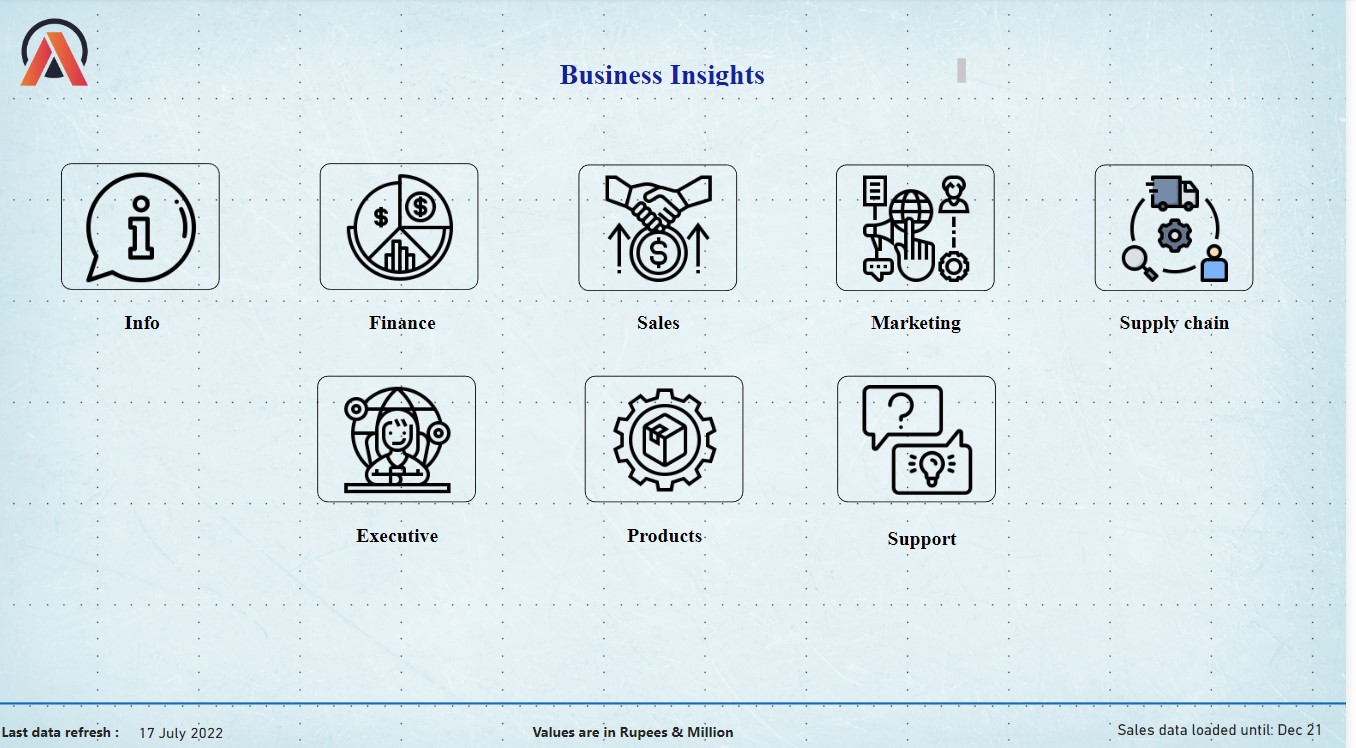 Business Insights
Info
Finance
Sales
Marketing
Supply chain
Executive
Products
Support
Last data refresh : 17 July 2022
Values are in Rupees & Million
Sales data loaded until: Dec 21